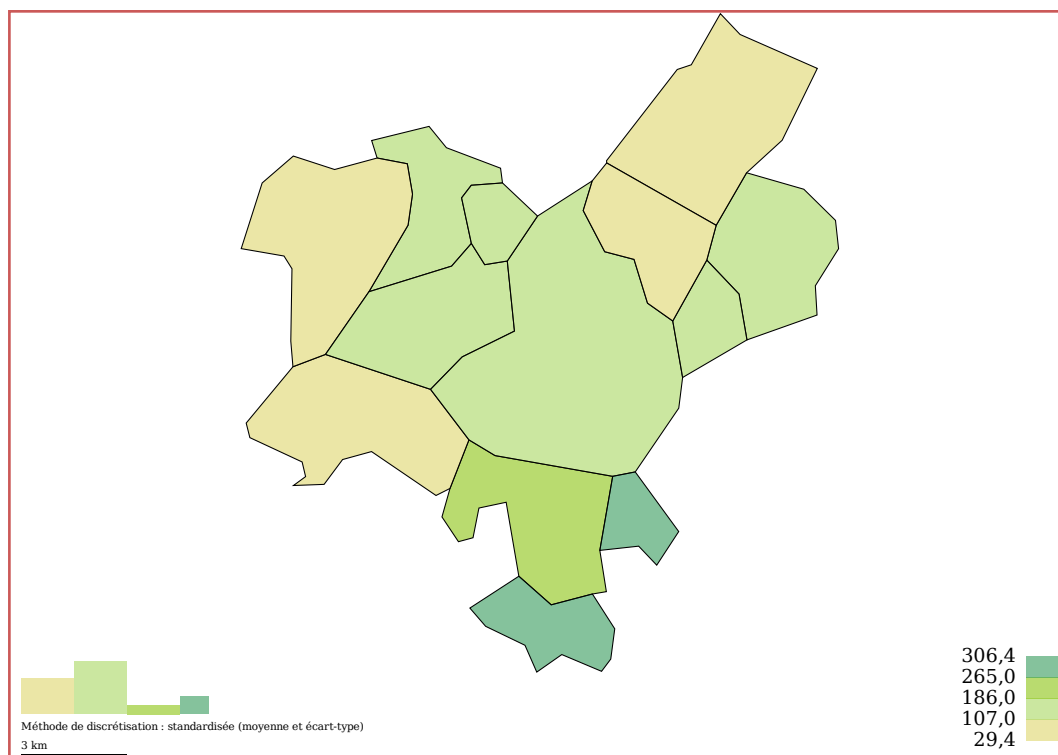 306,4
265,0
186,0
107,0
29,4
Méthode de discrétisation : standardisée (moyenne et écart-type)
3 km